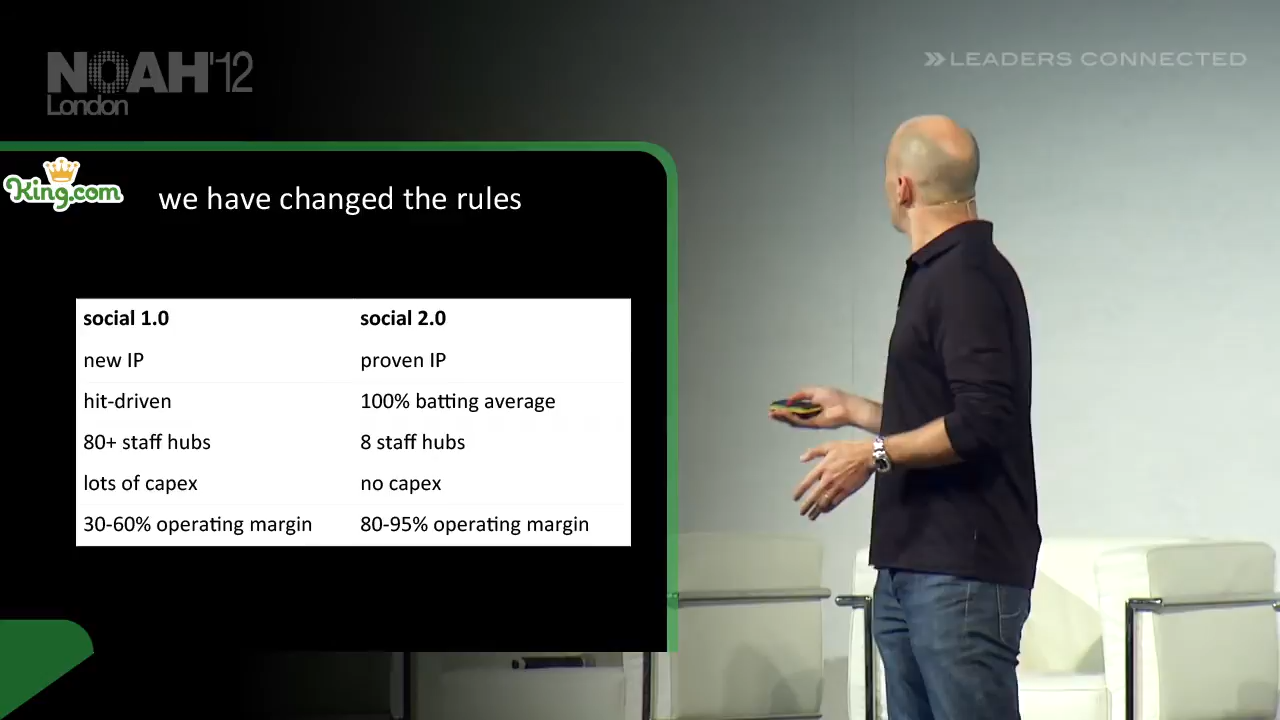 NOAH'12
London
LEADERS CONNECTED
King.com
we have changed the rules
social 1.0 social 2.0
new IP proven IP
hit-driven 100% batting average
80+ staff hubs 8 staff hubs
lots of capex no capex
30-60% operating margin 80-95% operating margin